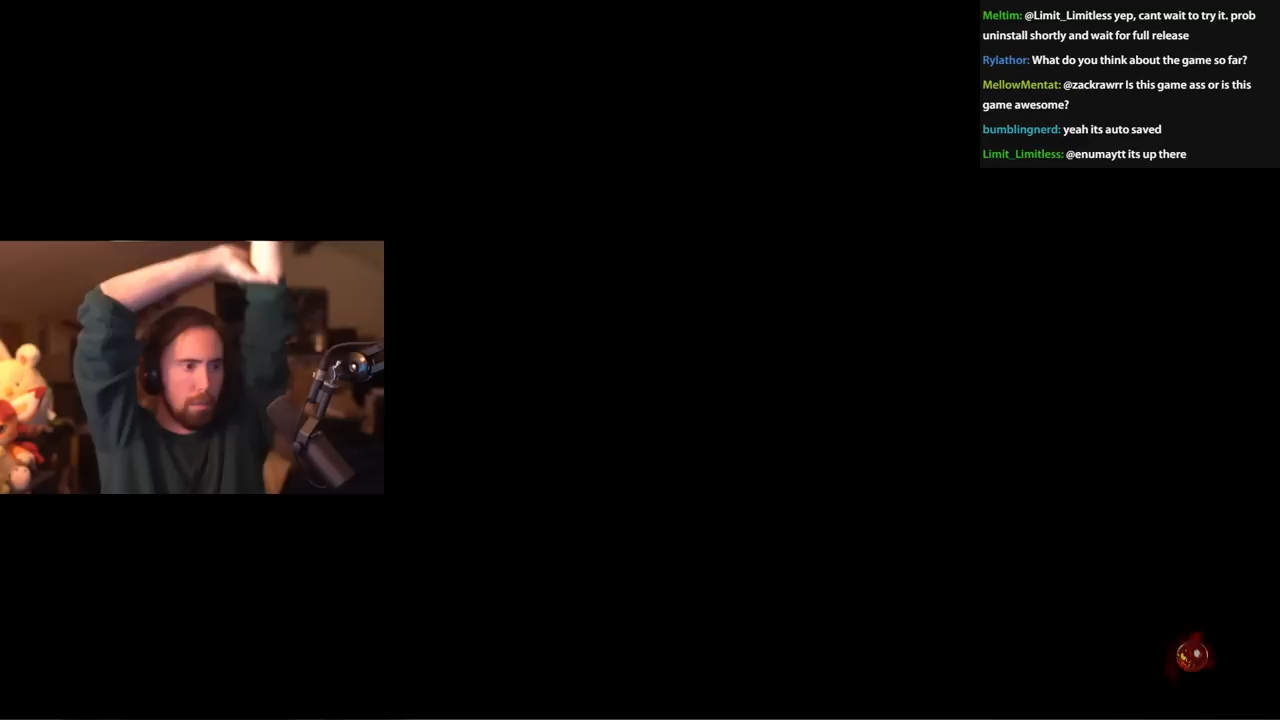 Meltim: @Limit_Limitless yep, cant wait to try it. prob
uninstall shortly and wait for full release
Rylathor: What do you think about the game so far?
MellowMentat: @zackrawrr Is this game ass or is this
game awesome?
bumblingnerd: yeah its auto saved
Limit_Limitless: @enumaytt its up there